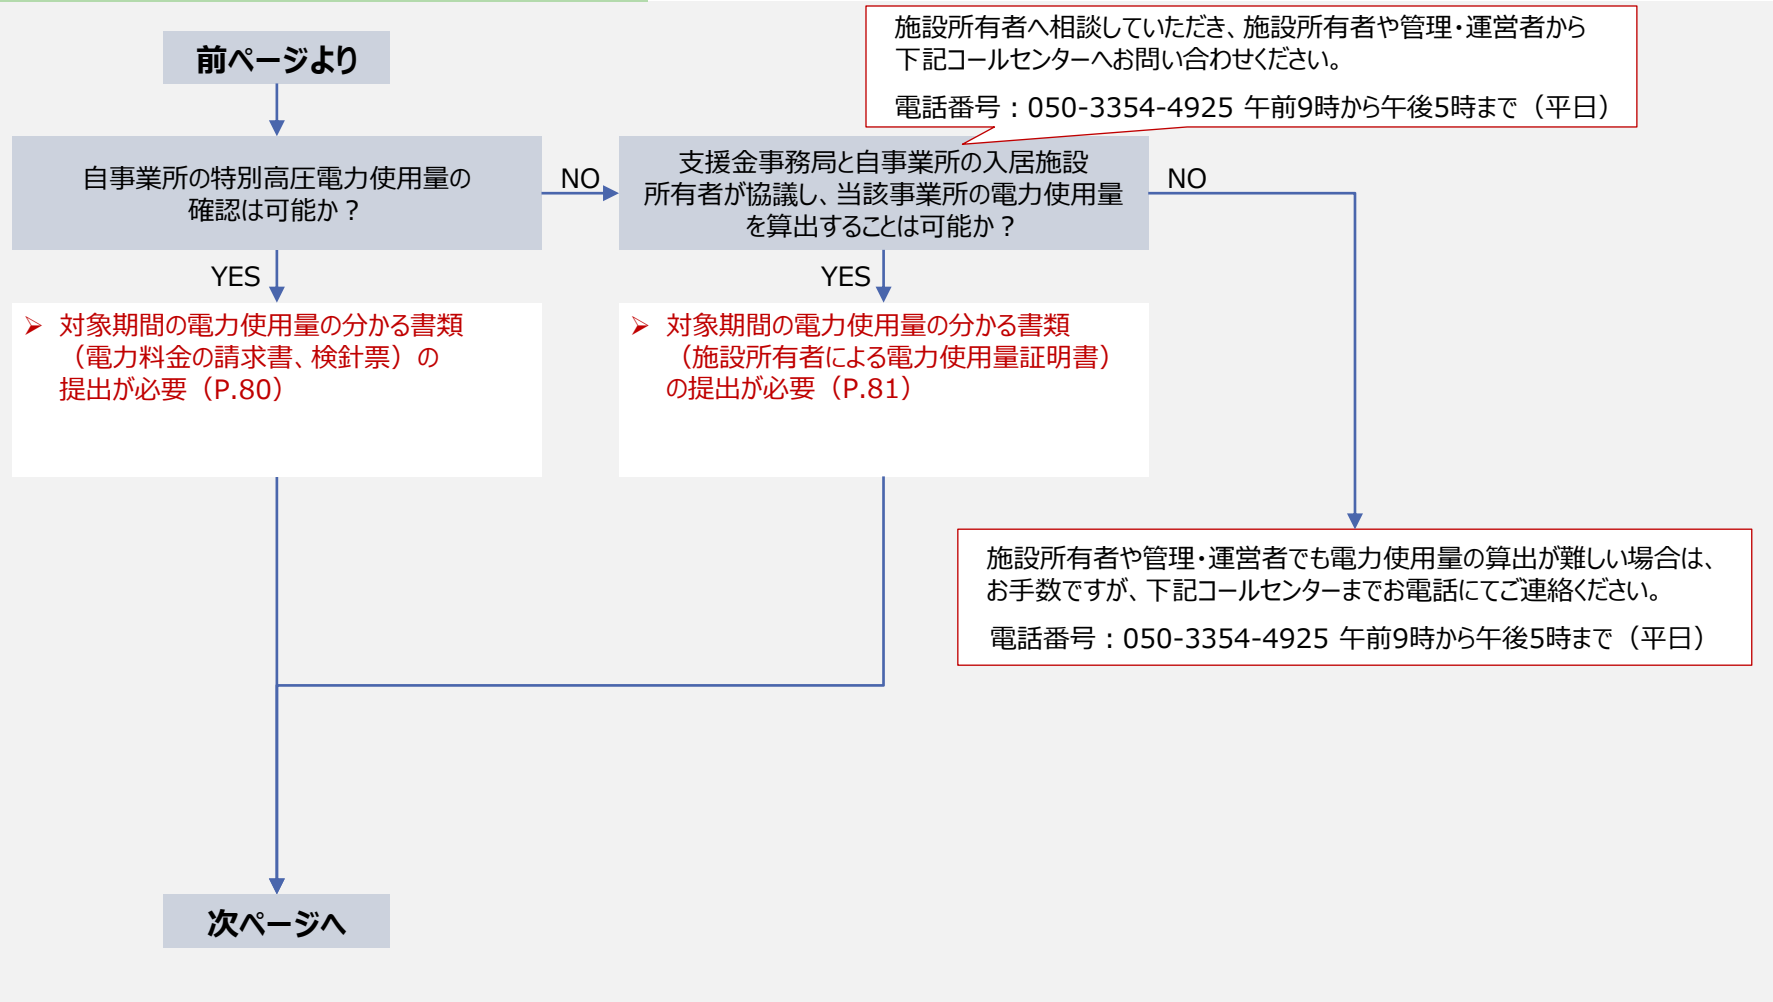 施設所有者へ相談していただき、施設所有者や管理・運営者から
下記コールセンターへお問い合わせください。
電話番号：050-3354-4925 午前9時から午後5時まで（平日）
前ページより
自事業所の特別高圧電力使用量の
確認は可能か？
NO
支援金事務局と自事業所の入居施設
所有者が協議し、当該事業所の電力使用量
を算出することは可能か？
NO
YES
YES
➢ 対象期間の電力使用量の分かる書類
（電力料金の請求書、検針票）の
提出が必要（P.80）
➢ 対象期間の電力使用量の分かる書類
（施設所有者による電力使用量証明書）
の提出が必要（P.81）
施設所有者や管理・運営者でも電力使用量の算出が難しい場合は、
お手数ですが、下記コールセンターまでお電話にてご連絡ください。
電話番号：050-3354-4925 午前9時から午後5時まで（平日）
次ページへ